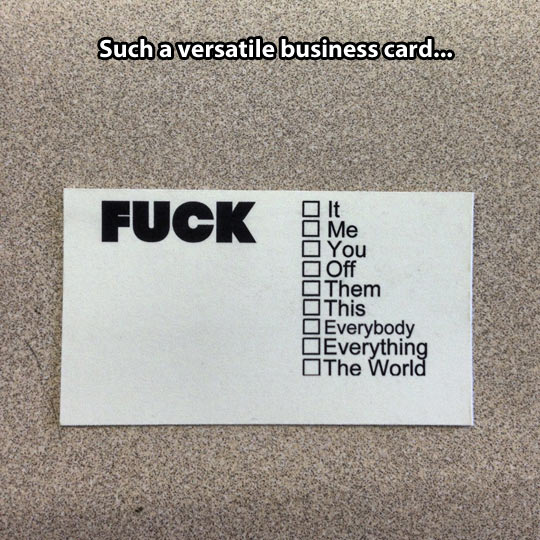 Such a versatile business card...
FUCK
It
Me
You
Off
Them
This
Everybody
Everything
The World